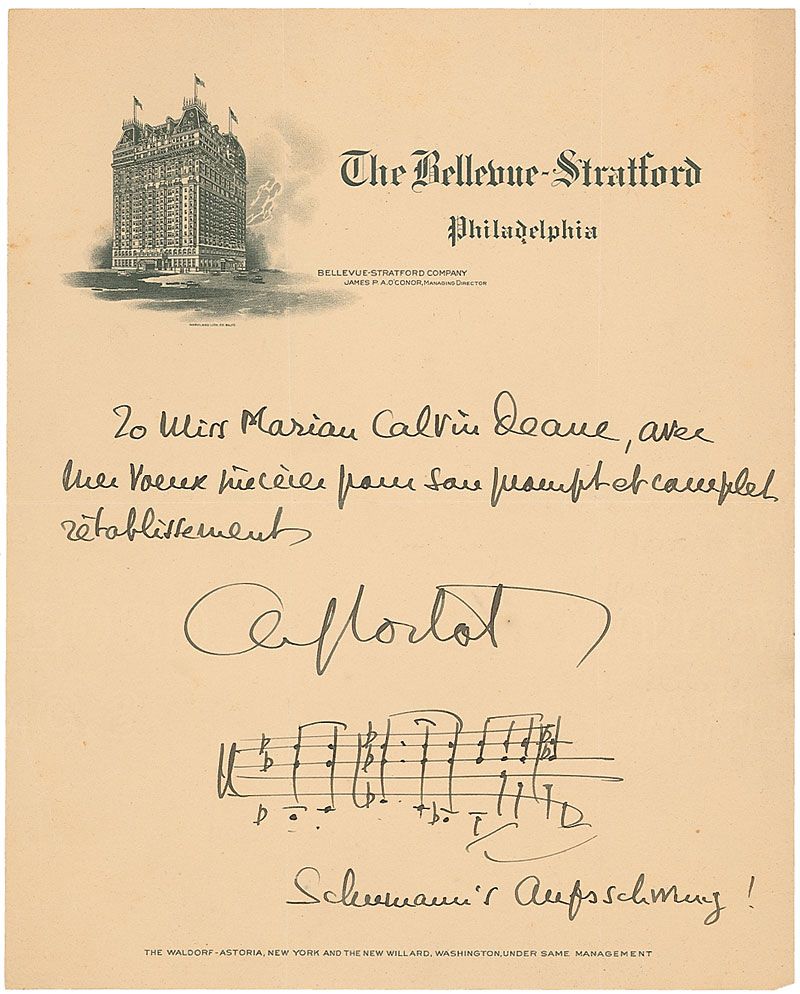 The Bellevue-Stratford
Philadelphia
BELLEVUE-STRATFORD COMPANY
JAMES P. A. O'CONOR, MANAGING DIRECTOR
To Miss Marian Calvin Deane, avec
mes voeux sincères pour son prompt et complet
rétablissement
Schumann's Aufsschwung!
THE WALDORF-ASTORIA, NEW YORK AND THE NEW WILLARD, WASHINGTON, UNDER SAME MANAGEMENT